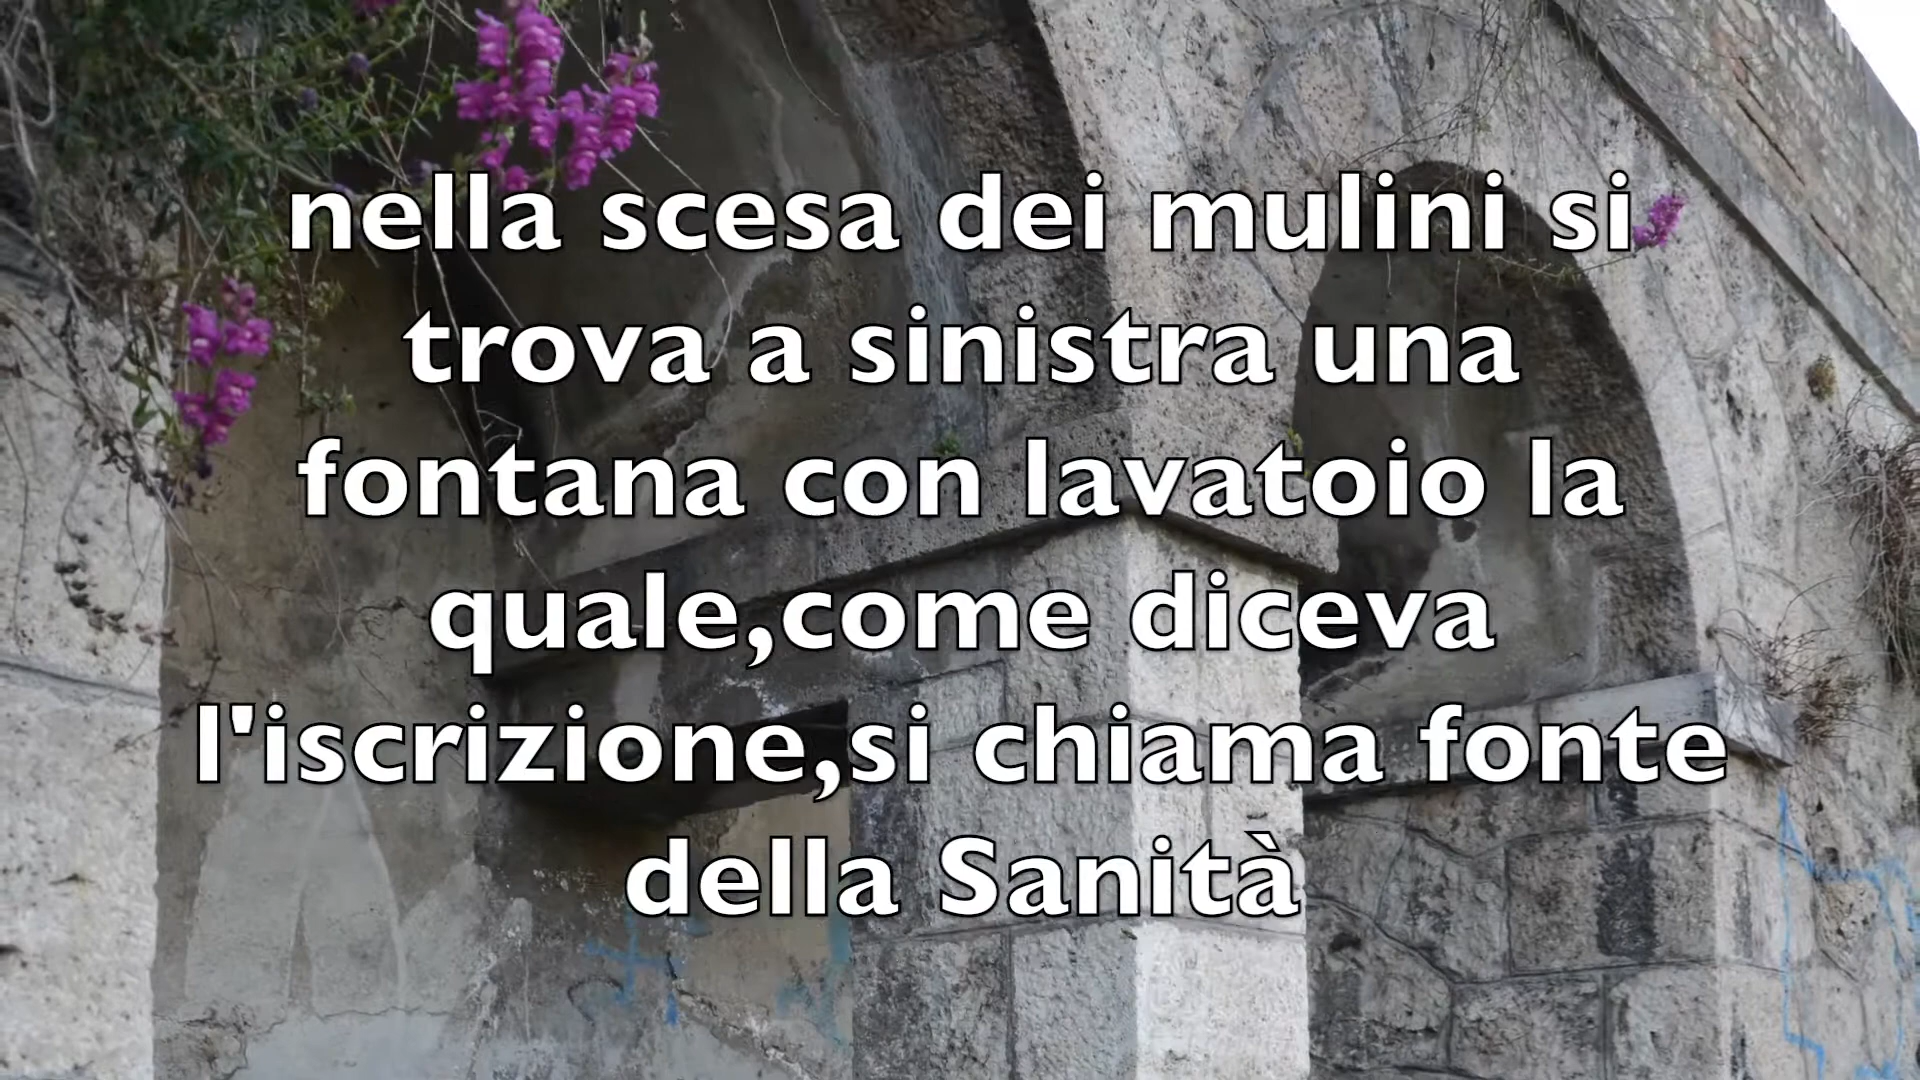 nella scesa dei mulini si
trova a sinistra una
fontana con lavatoio la
quale,come diceva
l'iscrizione,si chiama fonte
della Sanità